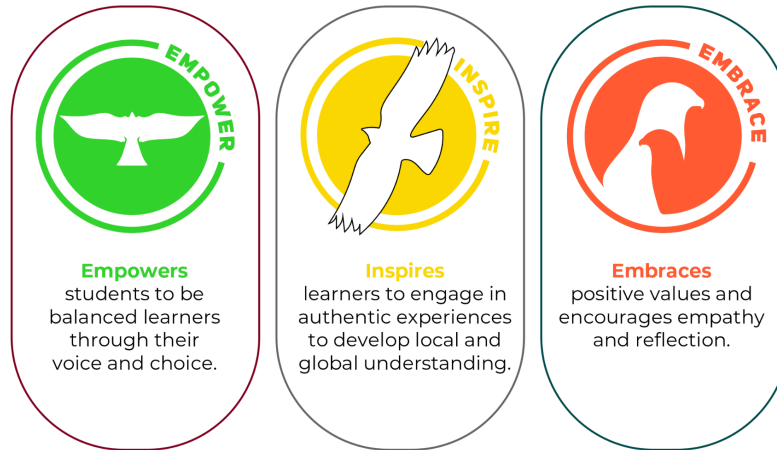 EMPOWER
Empowers
students to be
balanced learners
through their
voice and choice.
INSPIRE
Inspires
learners to engage in
authentic experiences
to develop local and
global understanding.
EMBRACE
Embraces
positive values and
encourages empathy
and reflection.